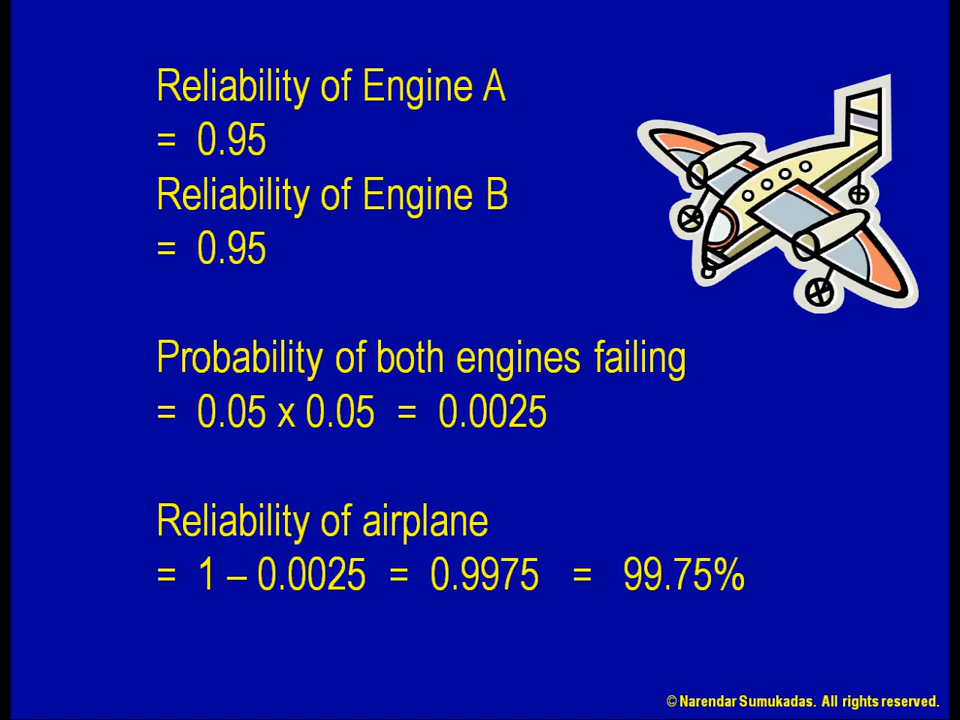 Reliability of Engine A
= 0.95
Reliability of Engine B
= 0.95
Probability of both engines failing
= 0.05 x 0.05 = 0.0025
Reliability of airplane
= 1 – 0.0025 = 0.9975 = 99.75%
© Narendar Sumukadas. All rights reserved.